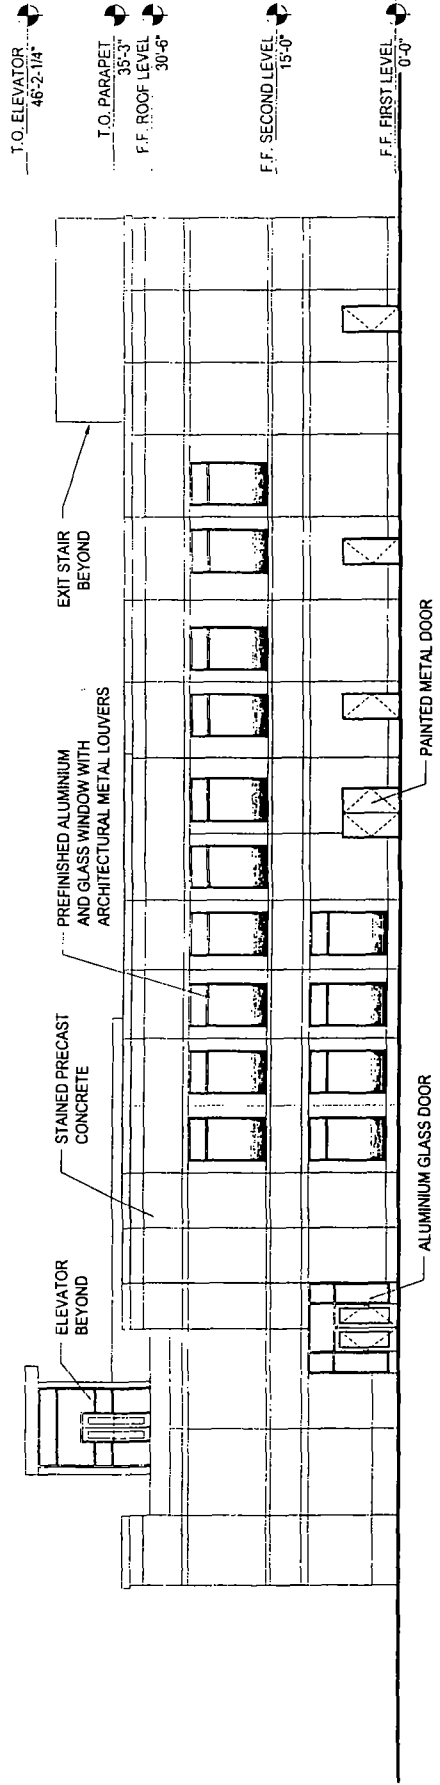 ELEVATOR
BEYOND
STAINED PRECAST
CONCRETE
PREFINISHED ALUMINIUM
AND GLASS WINDOW WITH
ARCHITECTURAL METAL LOUVERS
EXIT STAIR
BEYOND
T.O. ELEVATOR
46'-2-1/4"
T.O. PARAPET
35'-3"
F.F. ROOF LEVEL
30'-6"
F.F. SECOND LEVEL
15'-0"
F.F. FIRST LEVEL
0'-0"
ALUMINIUM GLASS DOOR
PAINTED METAL DOOR